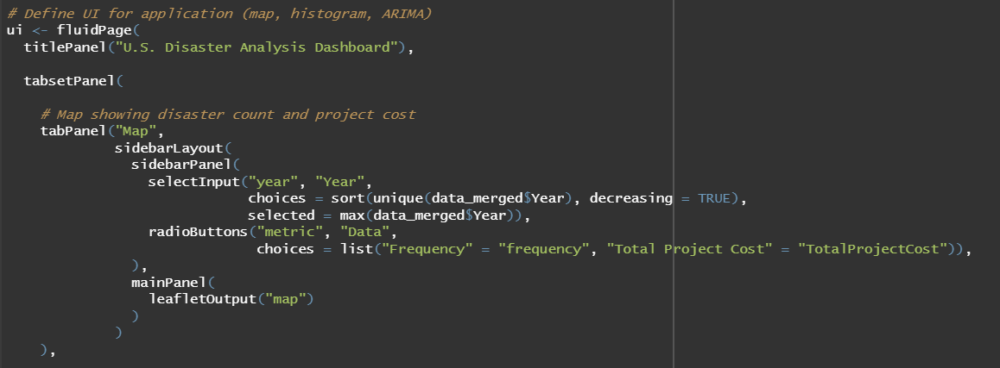 # Define UI for application (map, histogram, ARIMA)
ui <- fluidPage(
  titlePanel("U.S. Disaster Analysis Dashboard"),

  tabsetPanel(

    # Map showing disaster count and project cost
    tabPanel("Map",
             sidebarLayout(
               sidebarPanel(
                 selectInput("year", "Year",
                             choices = sort(unique(data_merged$Year), decreasing = TRUE),
                             selected = max(data_merged$Year)),
                 radioButtons("metric", "Data",
                              choices = list("Frequency" = "frequency", "Total Project Cost" = "TotalProjectCost")),
               ),
               mainPanel(
                 leafletOutput("map")
               )
             )
    ),